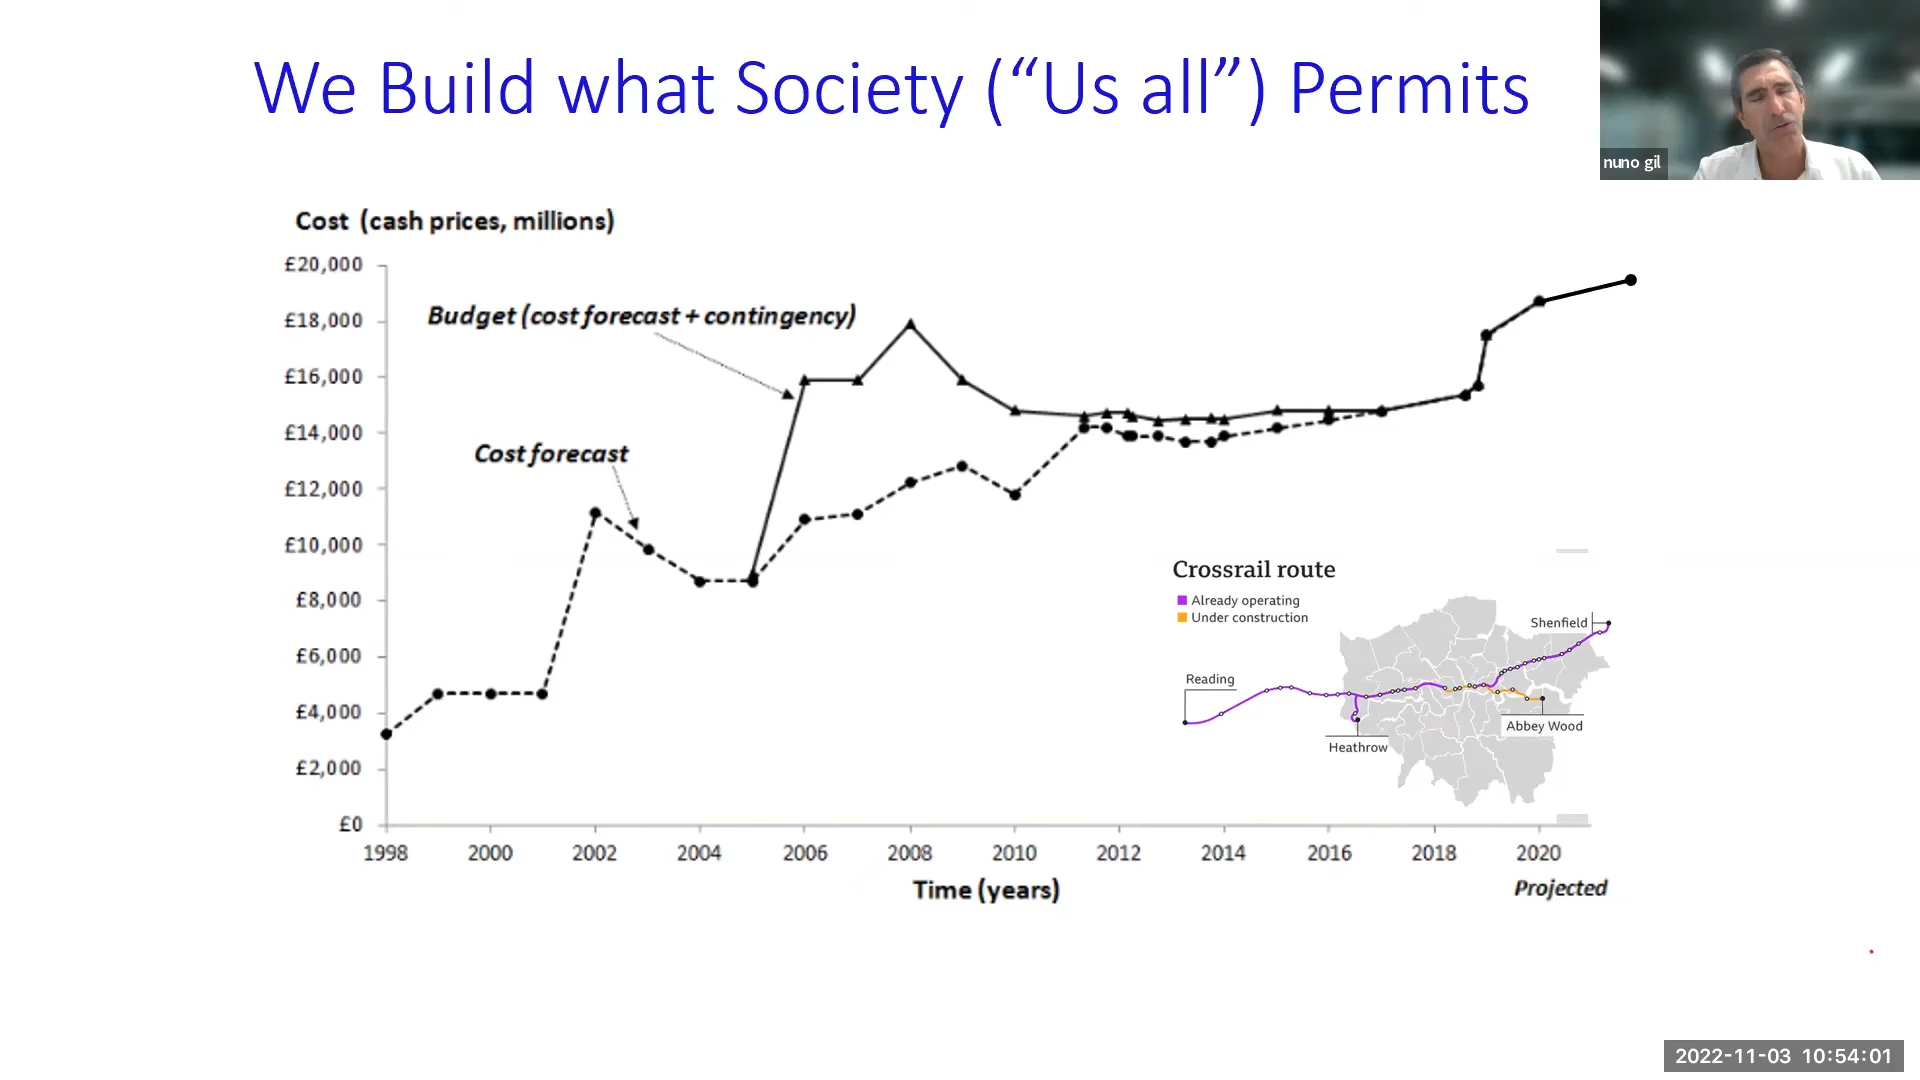 We Build what Society (“Us all”) Permits
nuno gil
Cost (cash prices, millions)
£20,000
£18,000
£16,000
£14,000
£12,000
£10,000
£8,000
£6,000
£4,000
£2,000
£0
Budget (cost forecast + contingency)
Cost forecast
1998 2000 2002 2004 2006 2008 2010 2012 2014 2016 2018 2020
Time (years)
Projected
Crossrail route
Already operating
Under construction
Shenfield
Reading
Abbey Wood
Heathrow
2022-11-03 10:54:01